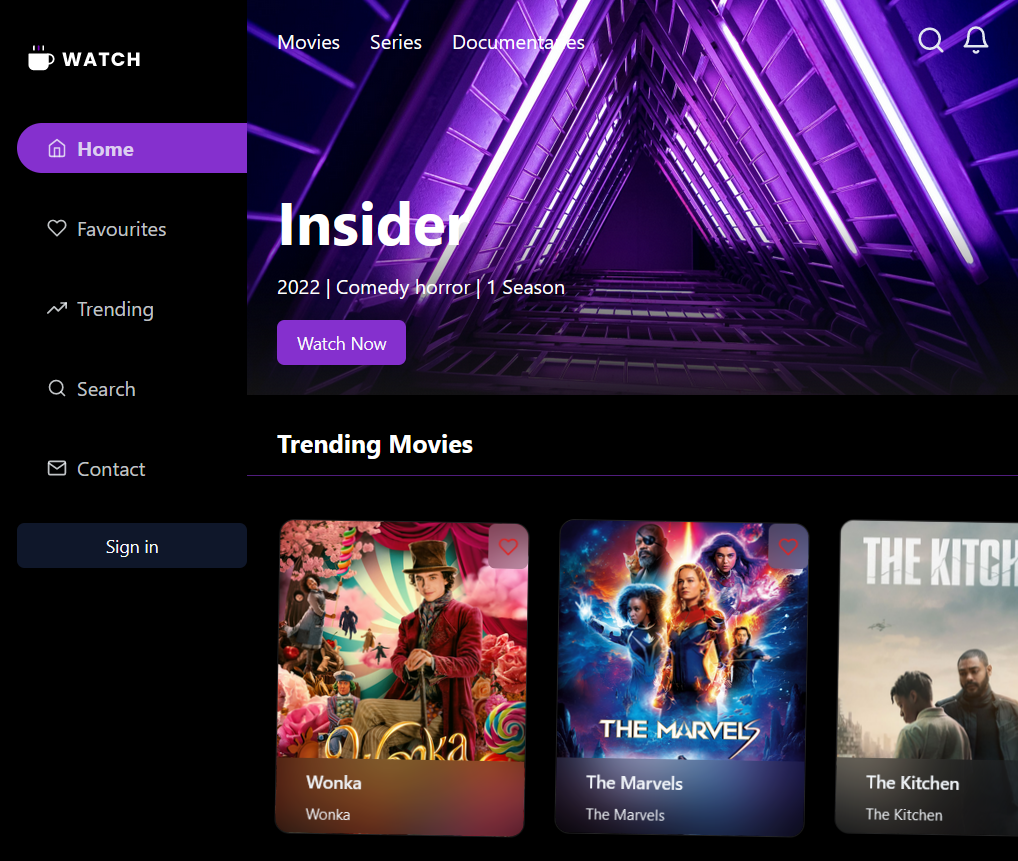 WATCH
Movies Series Documentaries
Home
Favourites
Trending
Search
Contact
Sign in
Insider
2022 | Comedy horror | 1 Season
Watch Now
Trending Movies
Wonka
Wonka
Wonka
THE MARVELS
The Marvels
The Marvels
THE KITCH
The Kitchen
The Kitchen